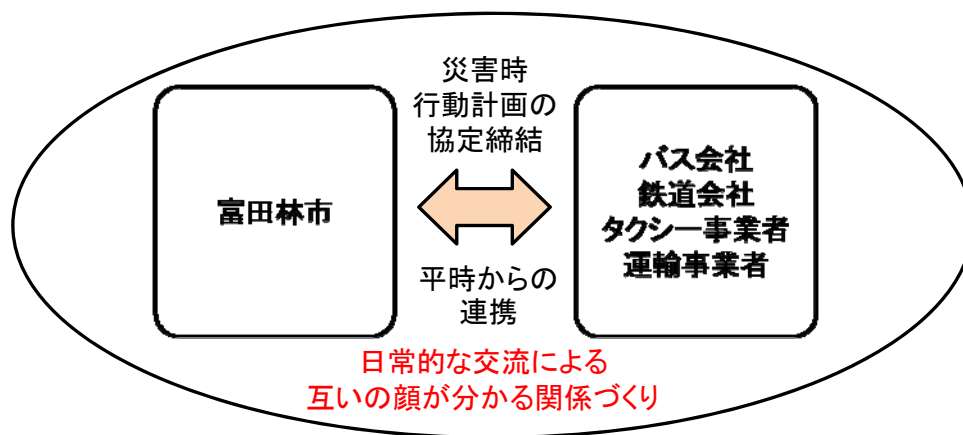 災害時
行動計画の
協定締結
富田林市
バス会社
鉄道会社
タクシー事業者
運輸事業者
平時からの
連携
日常的な交流による
互いの顔が分かる関係づくり